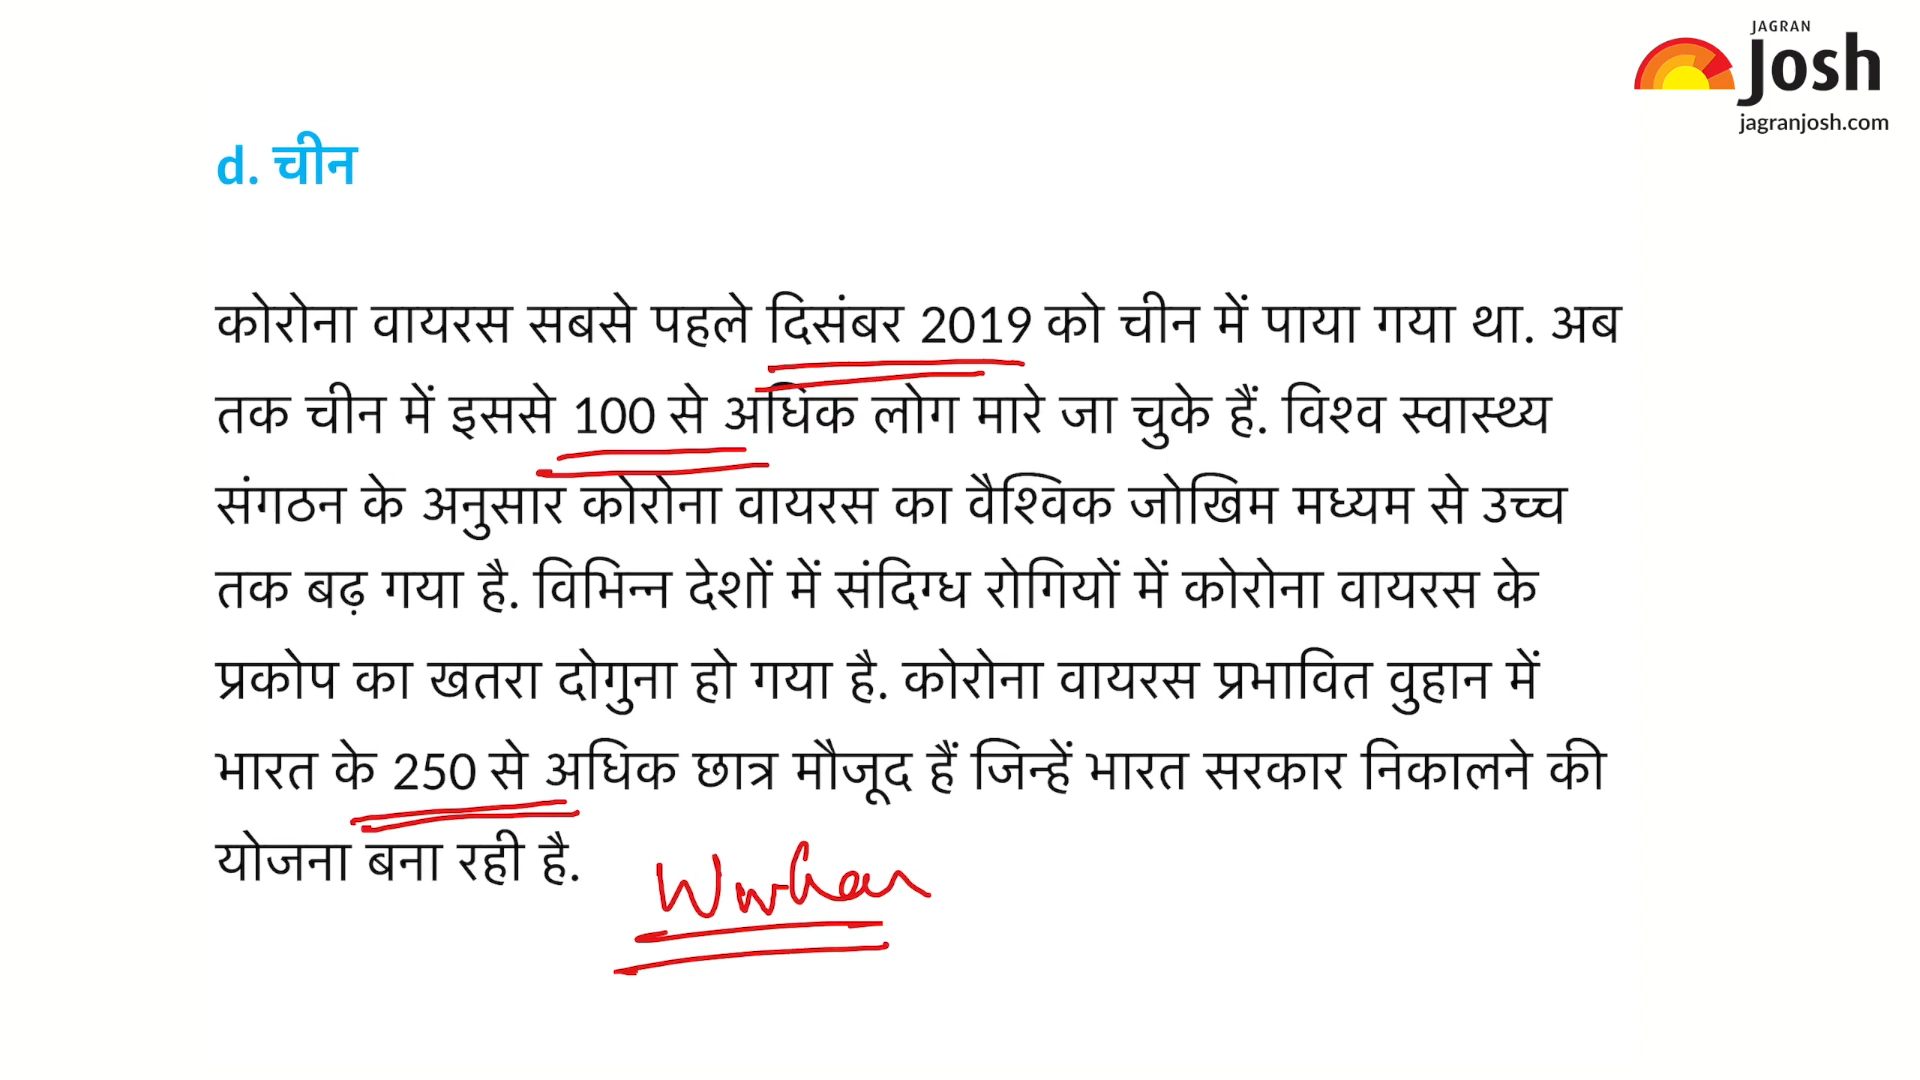 JAGRAN
Josh
jagranjosh.com
d. चीन
कोरोना वायरस सबसे पहले दिसंबर 2019 को चीन में पाया गया था. अब
तक चीन में इससे 100 से अधिक लोग मारे जा चुके हैं. विश्व स्वास्थ्य
संगठन के अनुसार कोरोना वायरस का वैश्विक जोखिम मध्यम से उच्च
तक बढ़ गया है. विभिन्न देशों में संदिग्ध रोगियों में कोरोना वायरस के
प्रकोप का खतरा दोगुना हो गया है. कोरोना वायरस प्रभावित वुहान में
भारत के 250 से अधिक छात्र मौजूद हैं जिन्हें भारत सरकार निकालने की
योजना बना रही है.
Wuhan